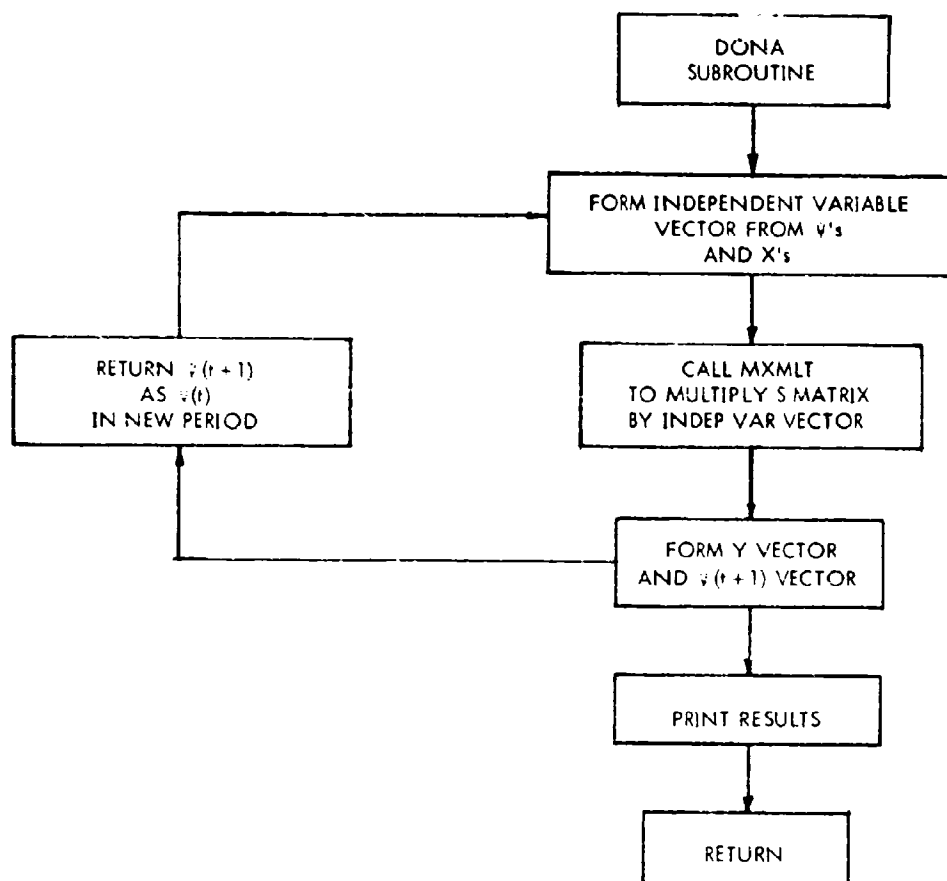 DONA
SUBROUTINE
FORM INDEPENDENT VARIABLE
VECTOR FROM ψ's
AND X's
RETURN (t + 1)
AS (t)
IN NEW PERIOD
CALL MXMLT
TO MULTIPLY S MATRIX
BY INDEP VAR VECTOR
FORM Y VECTOR
AND (t + 1) VECTOR
PRINT RESULTS
RETURN